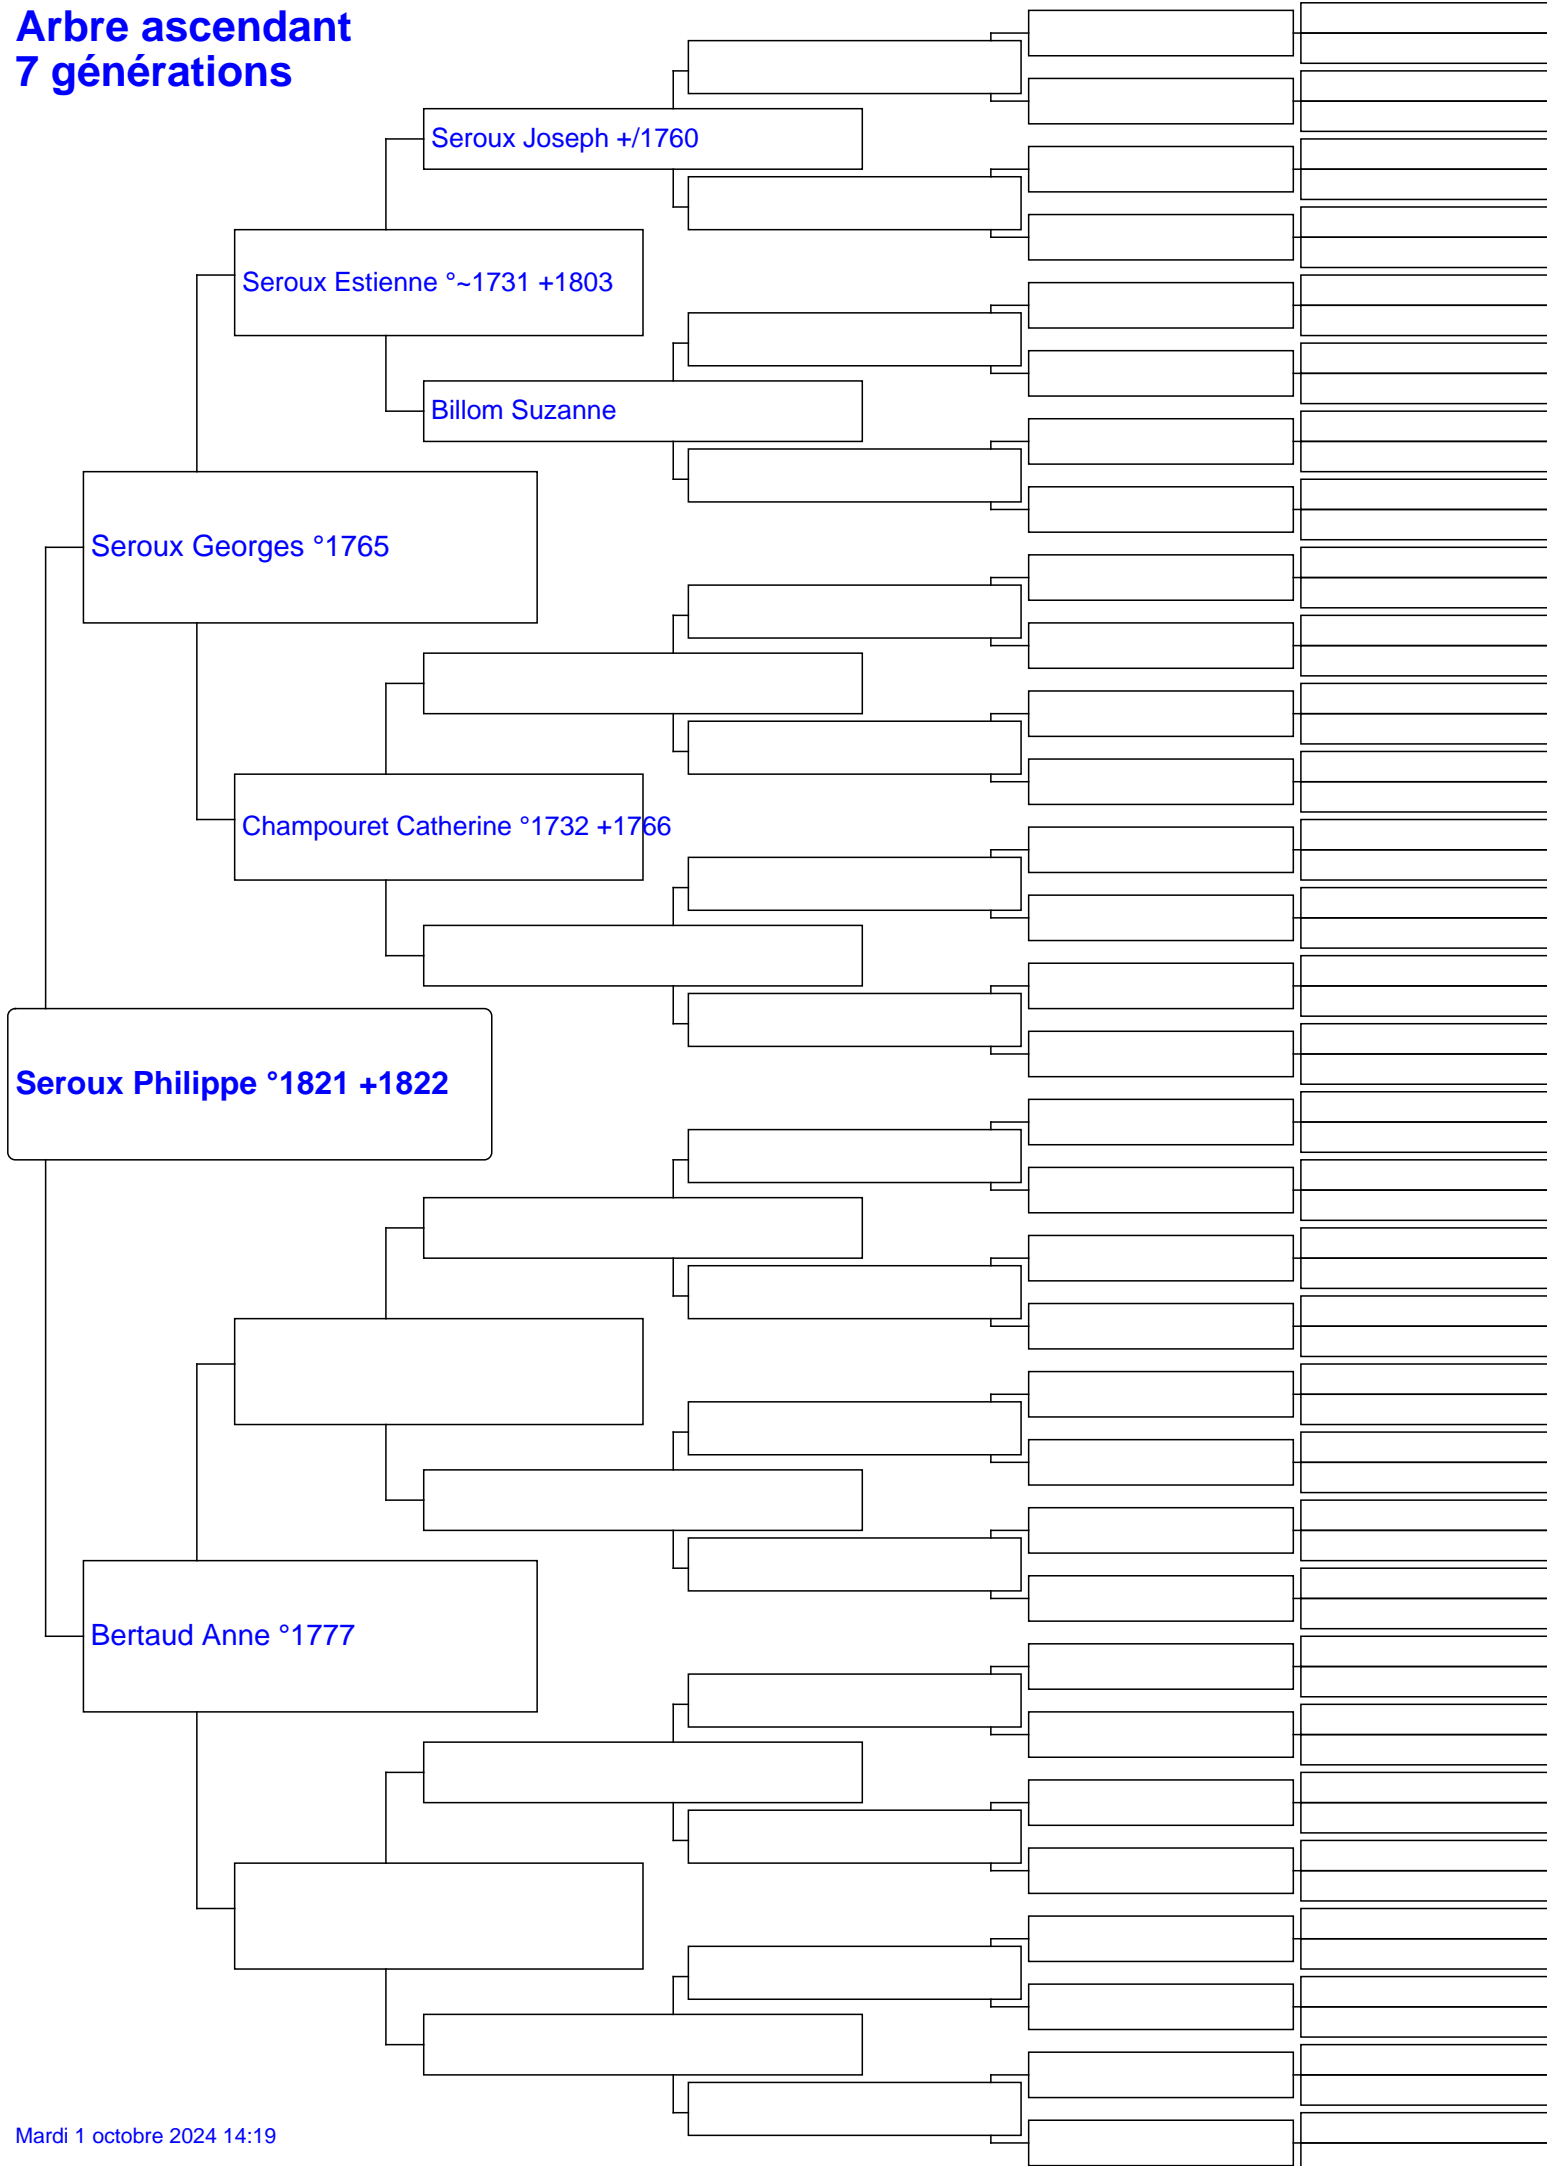 Arbre ascendant
7 générations
Seroux Joseph +/1760
Seroux Estienne °~1731 +1803
Billom Suzanne
Seroux Georges °1765
Champouret Catherine °1732 +1766
Seroux Philippe °1821 +1822
Bertaud Anne °1777
Mardi 1 octobre 2024 14:19